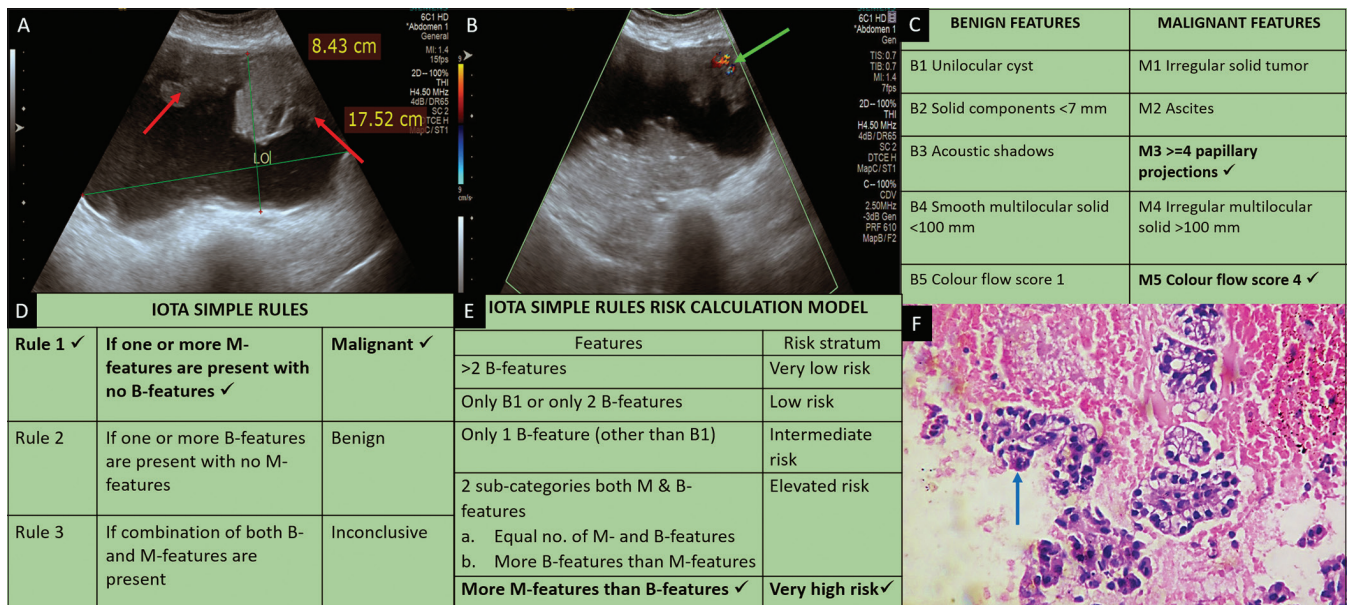 A
8.43 cm
17.52 cm
LO
SIEMENS
6C1 HD
*Abdomen 1
General
MI: 1.4
15fps
2D--100%
THI
H4.50 MHz
4dB/DR65
SC 2
DTCE H
MapC/ST1
B
6C1 HD
*Abdomen 1
Gen
TIS: 0.7
TIB: 0.7
MI: 1.4
7fps
2D--100%
THI
H4.50 MHz
4dB/DR65
SC 2
DTCE H
MapC/ST1
C--100%
CDV
2.50MHz
-3dB Gen
PRF 610
MapB/F2
cm/s
C
BENIGN FEATURES MALIGNANT FEATURES
B1 Unilocular cyst M1 Irregular solid tumor
B2 Solid components <7 mm M2 Ascites
B3 Acoustic shadows M3 >=4 papillary
projections ✓
B4 Smooth multilocular solid M4 Irregular multilocular
<100 mm solid >100 mm
B5 Colour flow score 1 M5 Colour flow score 4 ✓
D
IOTA SIMPLE RULES
Rule 1 ✓ If one or more M- Malignant ✓
features are present with
no B-features ✓
Rule 2 If one or more B-features Benign
are present with no M-
features
Rule 3 If combination of both B- Inconclusive
and M-features are
present
E
IOTA SIMPLE RULES RISK CALCULATION MODEL
Features Risk stratum
>2 B-features Very low risk
Only B1 or only 2 B-features Low risk
Only 1 B-feature (other than B1) Intermediate
risk
2 sub-categories both M & B- Elevated risk
features
a. Equal no. of M- and B-features
b. More B-features than M-features
More M-features than B-features ✓ Very high risk✓
F